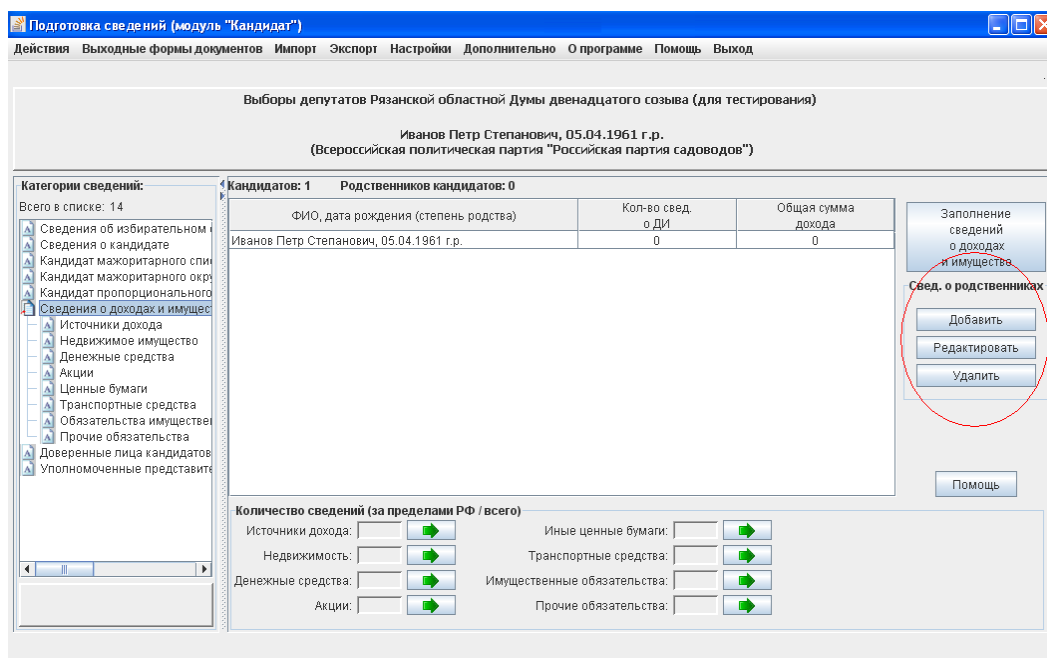 Подготовка сведений (модуль "Кандидат")
Действия Выходные формы документов Импорт Экспорт Настройки Дополнительно О программе Помощь Выход
Выборы депутатов Рязанской областной Думы двенадцатого созыва (для тестирования)
Иванов Петр Степанович, 05.04.1961 г.р.
(Всероссийская политическая партия "Российская партия садоводов")
Категории сведений:
Всего в списке: 14
Сведения об избирательном
Сведения о кандидате
Кандидат мажоритарного спи
Кандидат мажоритарного окру
Кандидат пропорционального
Сведения о доходах и имущес
Источники дохода
Недвижимое имущество
Денежные средства
Акции
Ценные бумаги
Транспортные средства
Обязательства имуществен
Прочие обязательства
Доверенные лица кандидатов
Уполномоченные представите
Кандидатов: 1 Родственников кандидатов: 0
ФИО, дата рождения (степень родства)
Кол-во свед.
о ДИ
Общая сумма
дохода
Иванов Петр Степанович, 05.04.1961 г.р. 0 0
Заполнение
сведений
о доходах
и имуществе
Свед. о родственниках
Добавить
Редактировать
Удалить
Помощь
Количество сведений (за пределами РФ / всего)
Источники дохода: Иные ценные бумаги:
Недвижимость: Транспортные средства:
Денежные средства: Имущественные обязательства:
Акции: Прочие обязательства: